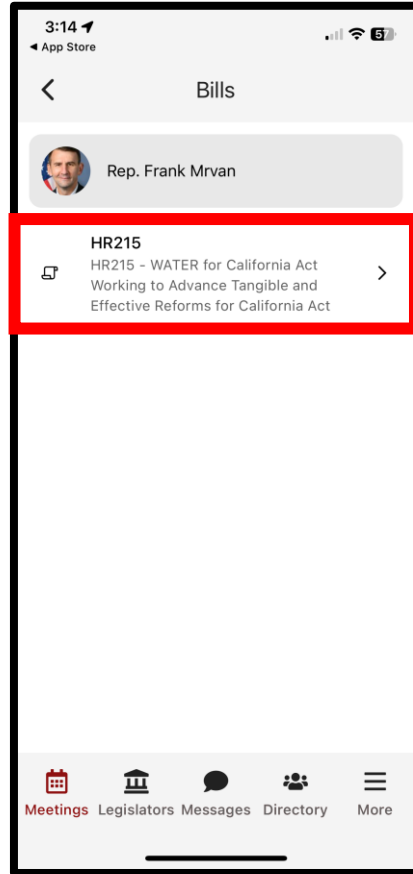 3:14
57
◄ App Store
Bills
Rep. Frank Mrvan
HR215
HR215 - WATER for California Act
Working to Advance Tangible and
Effective Reforms for California Act
Meetings Legislators Messages Directory More